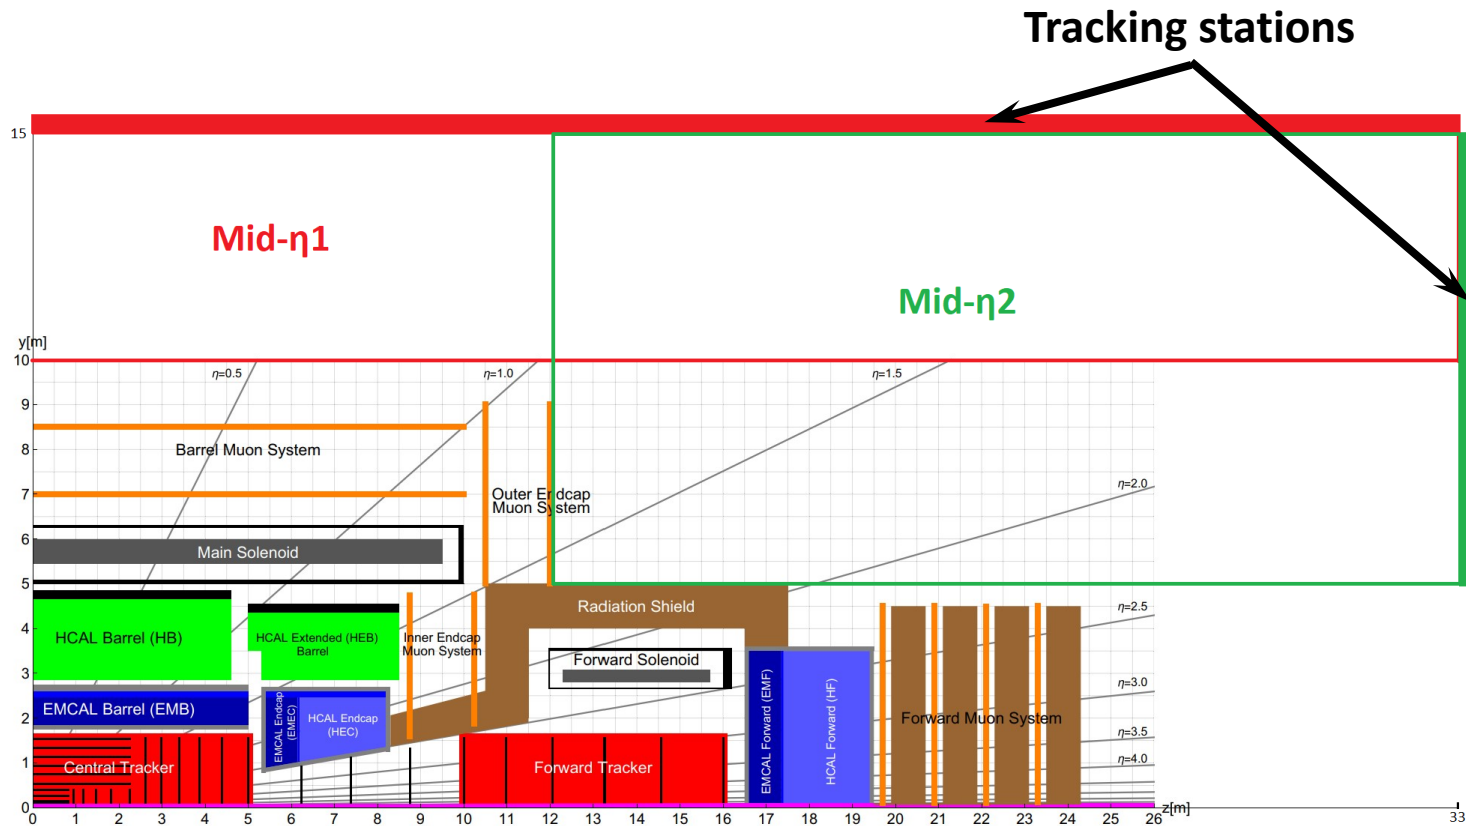 Tracking stations
15
Mid-η1
Mid-η2
y[m]
10
η=0.5
η=1.0
η=1.5
9
Barrel Muon System
8
η=2.0
7
Outer Endcap
Muon System
6
Main Solenoid
5
Radiation Shield
η=2.5
4
HCAL Barrel (HB)
HCAL Extended (HEB)
Barrel
Inner Endcap
Muon System
Forward Solenoid
3
η=3.0
EMCAL Barrel (EMB)
EMCAL Endcap
(EMEC)
HCAL Endcap
(HEC)
EMCAL Forward (EMF)
HCAL Forward (HF)
Forward Muon System
2
η=3.5
1
Central Tracker
Forward Tracker
η=4.0
0
z[m]
0 1 2 3 4 5 6 7 8 9 10 11 12 13 14 15 16 17 18 19 20 21 22 23 24 25 26 33